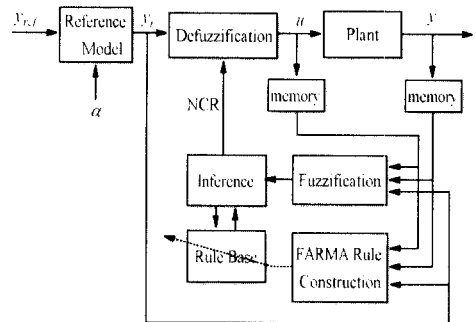 y_ref
Reference
Model
α
y_r
Defuzzification
u
Plant
y
memory
memory
NCR
Inference
Fuzzification
Rule Base
FARMA Rule
Construction